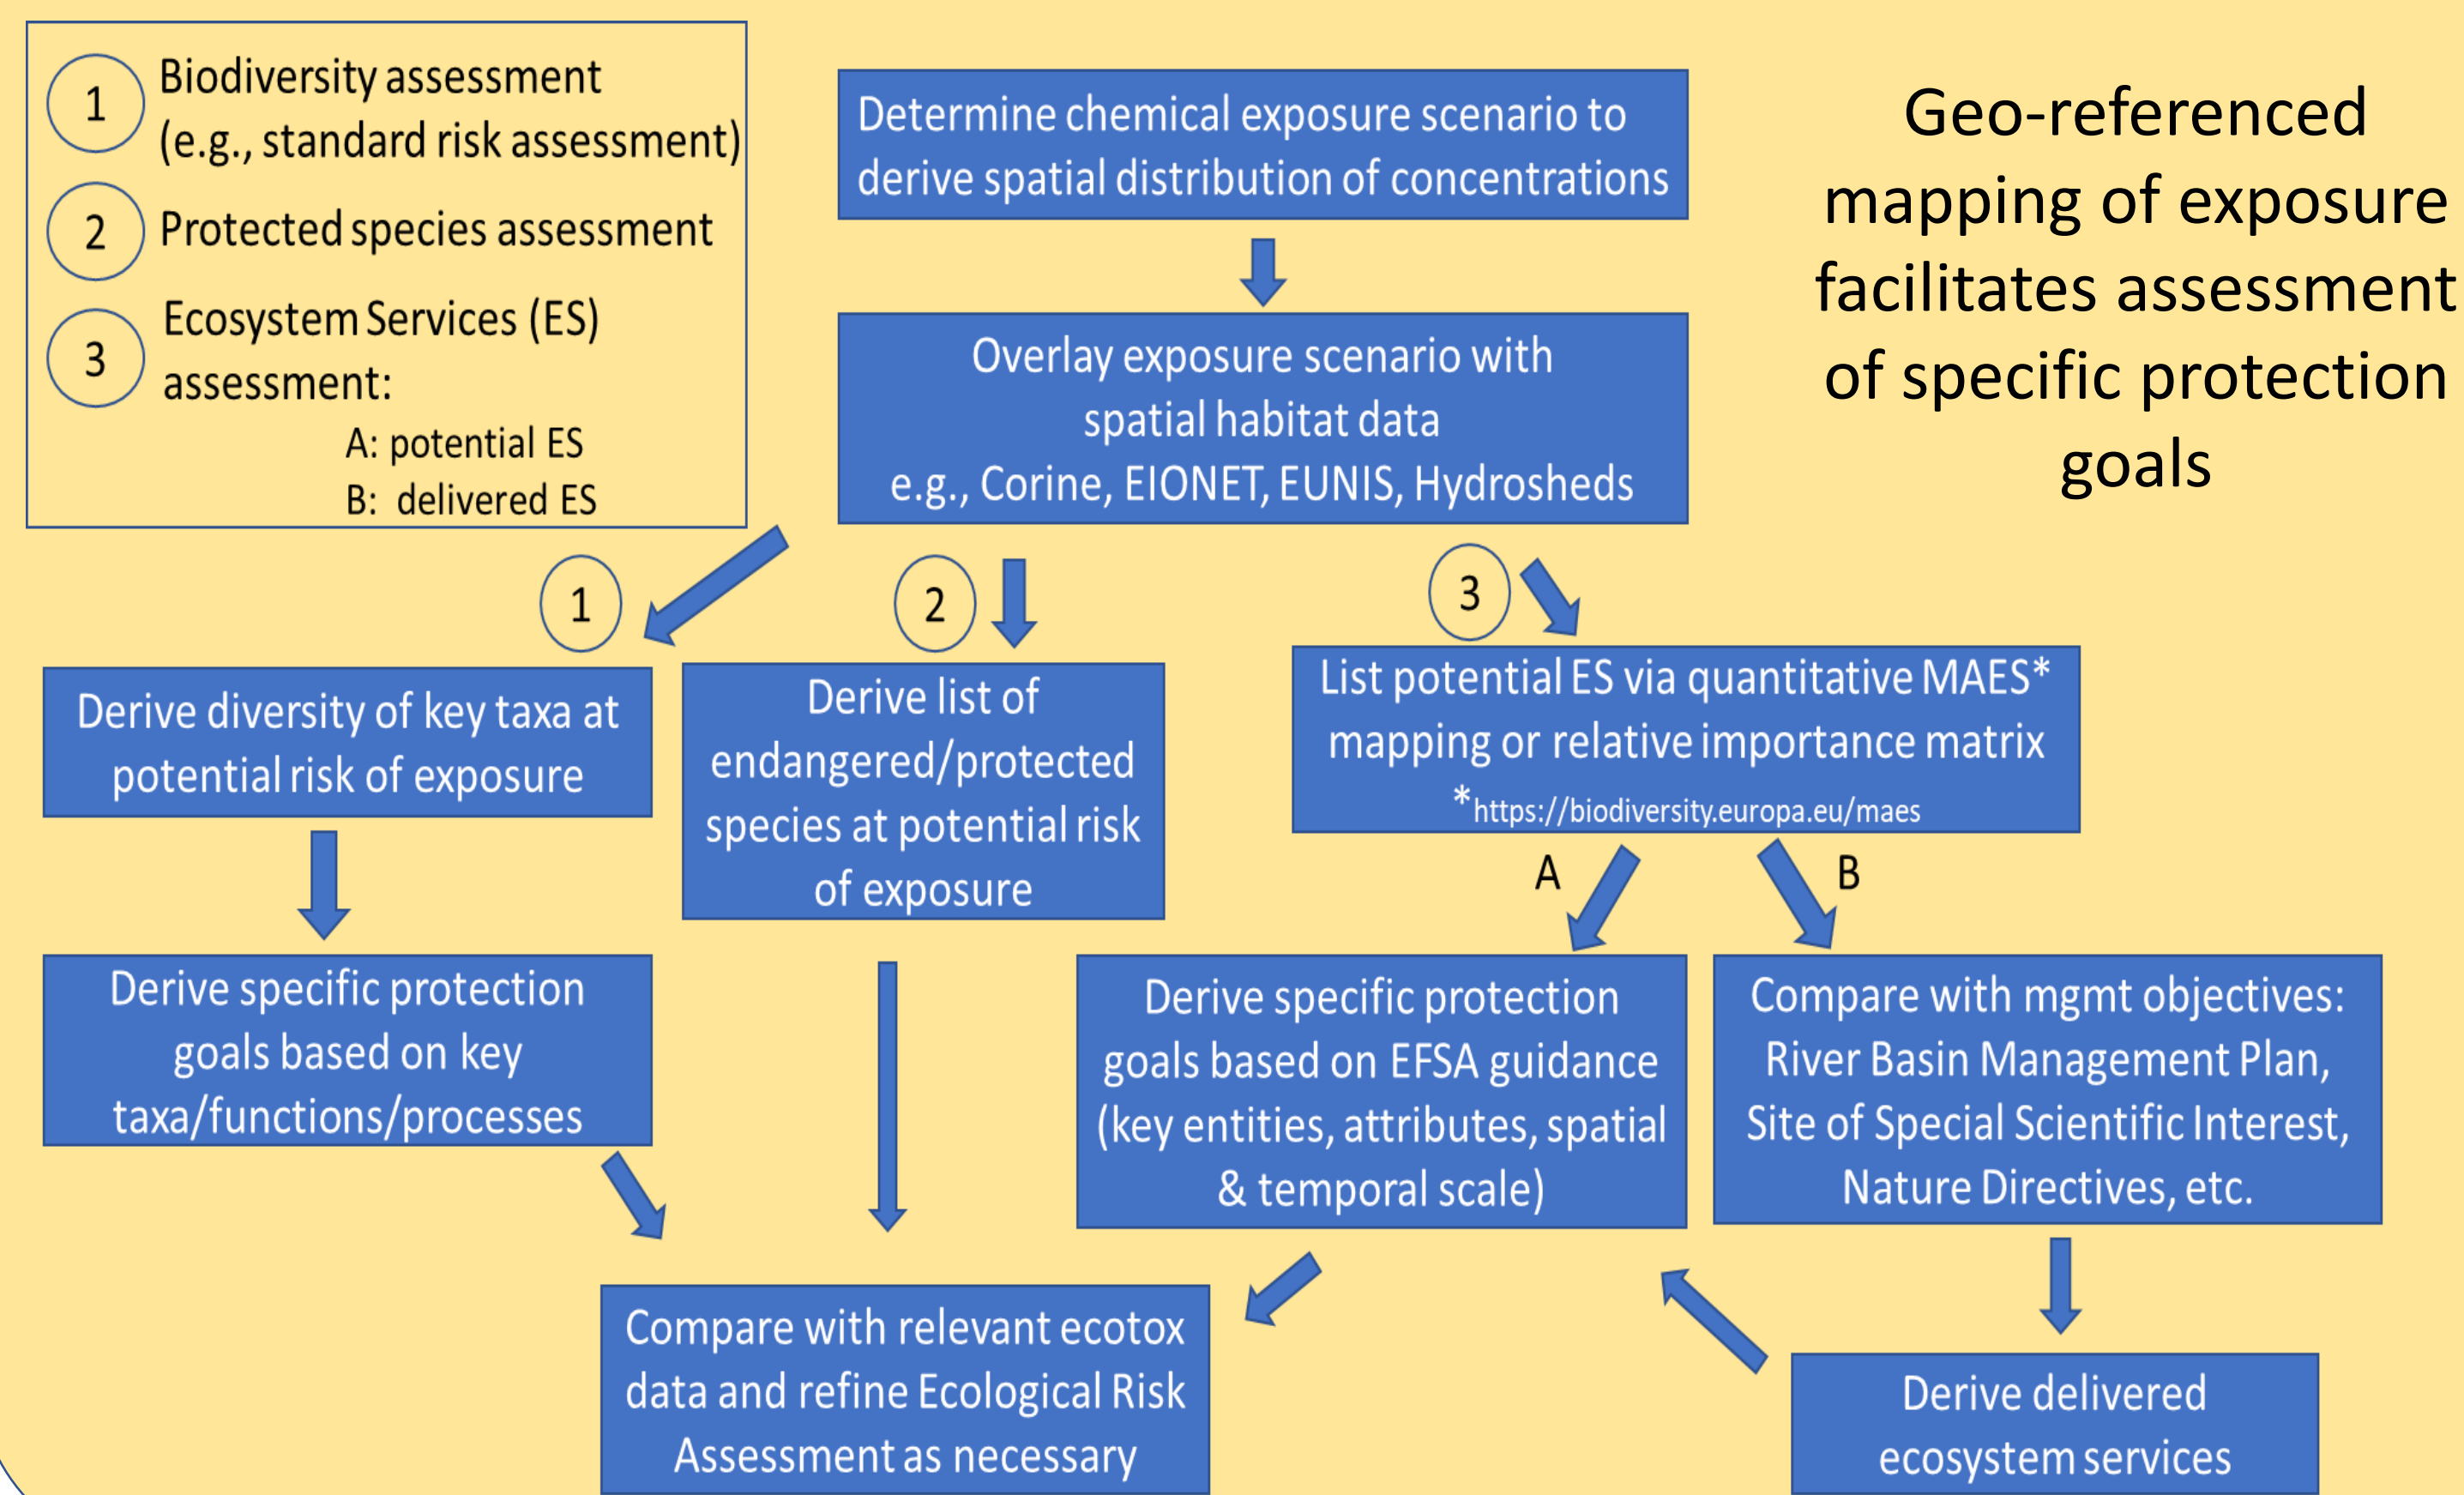 1
Biodiversity assessment
(e.g., standard risk assessment)
2
Protected species assessment
3
Ecosystem Services (ES)
assessment:
A: potential ES
B: delivered ES
Determine chemical exposure scenario to
derive spatial distribution of concentrations
Geo-referenced
mapping of exposure
facilitates assessment
of specific protection
goals
Overlay exposure scenario with
spatial habitat data
e.g., Corine, EIONET, EUNIS, Hydrosheds
1
2
3
Derive diversity of key taxa at
potential risk of exposure
Derive list of
endangered/protected
species at potential risk
of exposure
List potential ES via quantitative MAES*
mapping or relative importance matrix
*https://biodiversity.europa.eu/maes
A
B
Derive specific protection
goals based on key
taxa/functions/processes
Derive specific protection
goals based on EFSA guidance
(key entities, attributes, spatial
& temporal scale)
Compare with mgmt objectives:
River Basin Management Plan,
Site of Special Scientific Interest,
Nature Directives, etc.
Compare with relevant ecotox
data and refine Ecological Risk
Assessment as necessary
Derive delivered
ecosystem services